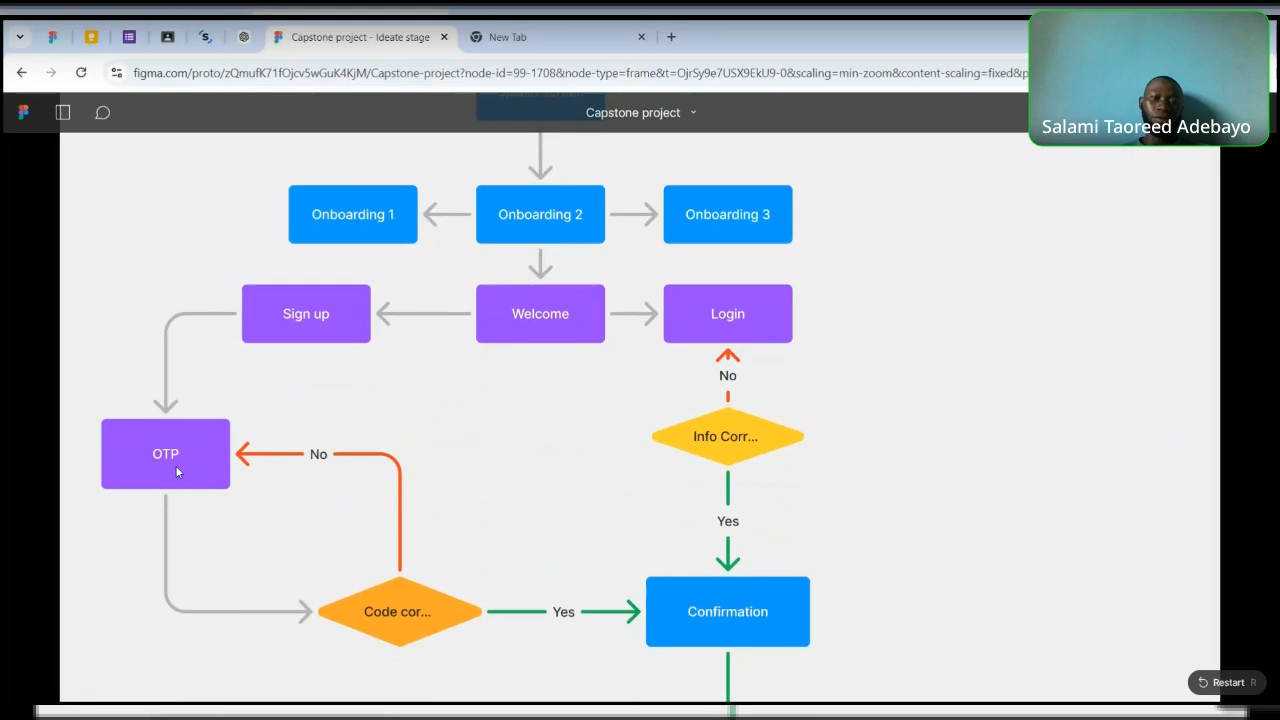 Capstone project - Ideate stage
New Tab
figma.com/proto/zQmufK71fOjcv5wGuK4KjM/Capstone-project?node-id=99-1708&node-type=frame&t=OjrSy9e7USX9EkU9-0&scaling=min-zoom&content-scaling=fixed&p
Salami Taoreed Adebayo
Capstone project
Onboarding 1
Onboarding 2
Onboarding 3
Sign up
Welcome
Login
No
Info Corr...
OTP
No
Yes
Code cor...
Yes
Confirmation
Restart R